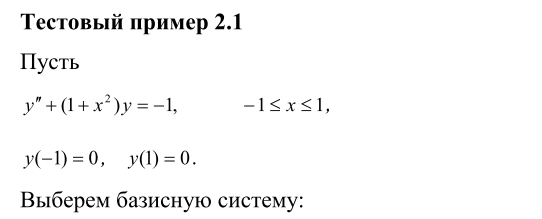 Тестовый пример 2.1
Пусть
y″ + (1 + x²)y = −1,   −1 ≤ x ≤ 1,
y(−1) = 0,   y(1) = 0.
Выберем базисную систему: